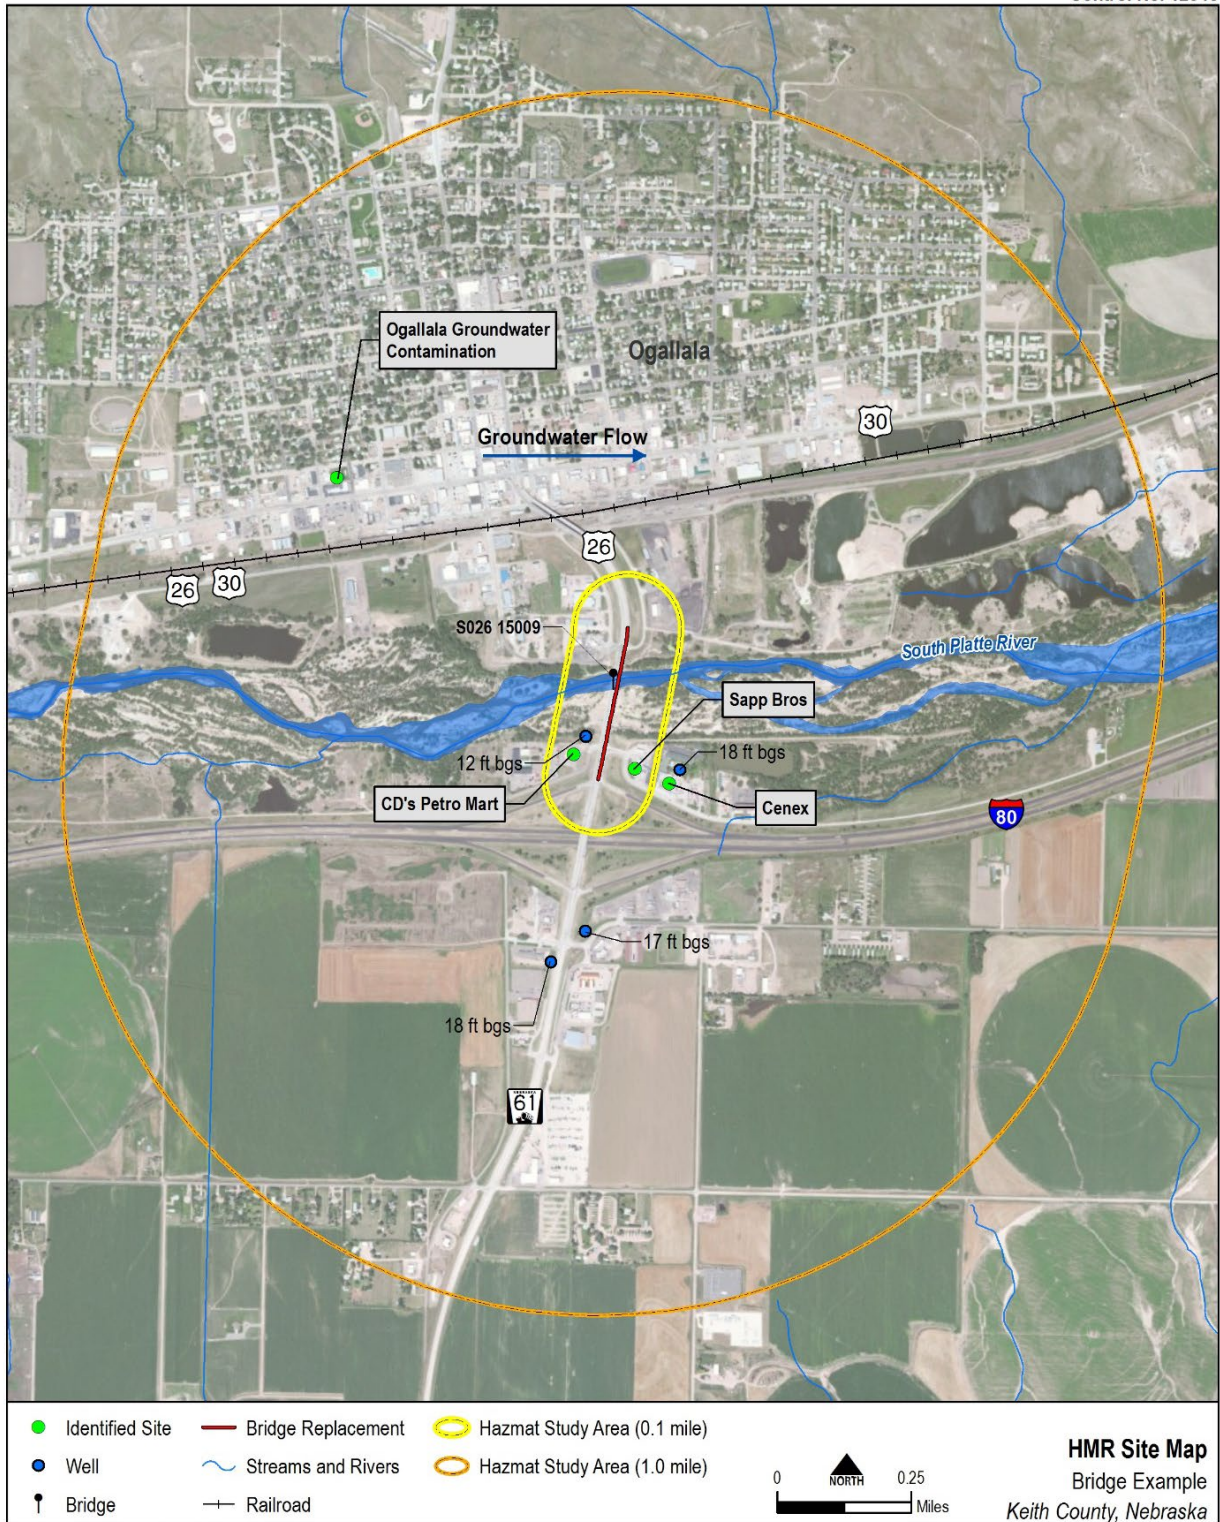 Ogallala Groundwater
Contamination
Ogallala
30
Groundwater Flow
26
26
30
S026 15009
South Platte River
Sapp Bros
12 ft bgs
18 ft bgs
CD's Petro Mart
Cenex
80
17 ft bgs
18 ft bgs
61
Identified Site
Bridge Replacement
Hazmat Study Area (0.1 mile)
Well
Streams and Rivers
Hazmat Study Area (1.0 mile)
Bridge
Railroad
0
NORTH
0.25
Miles
HMR Site Map
Bridge Example
Keith County, Nebraska